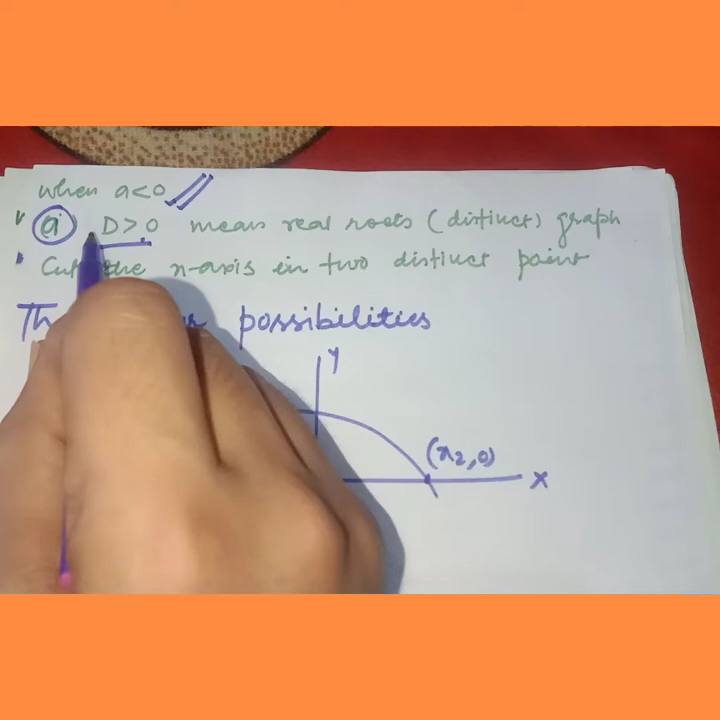 when a<0
(a) D>0 mean real roots (distinct) graph
Cut the x-axis in two distinct point
possibilities
y
(x2,0)
x